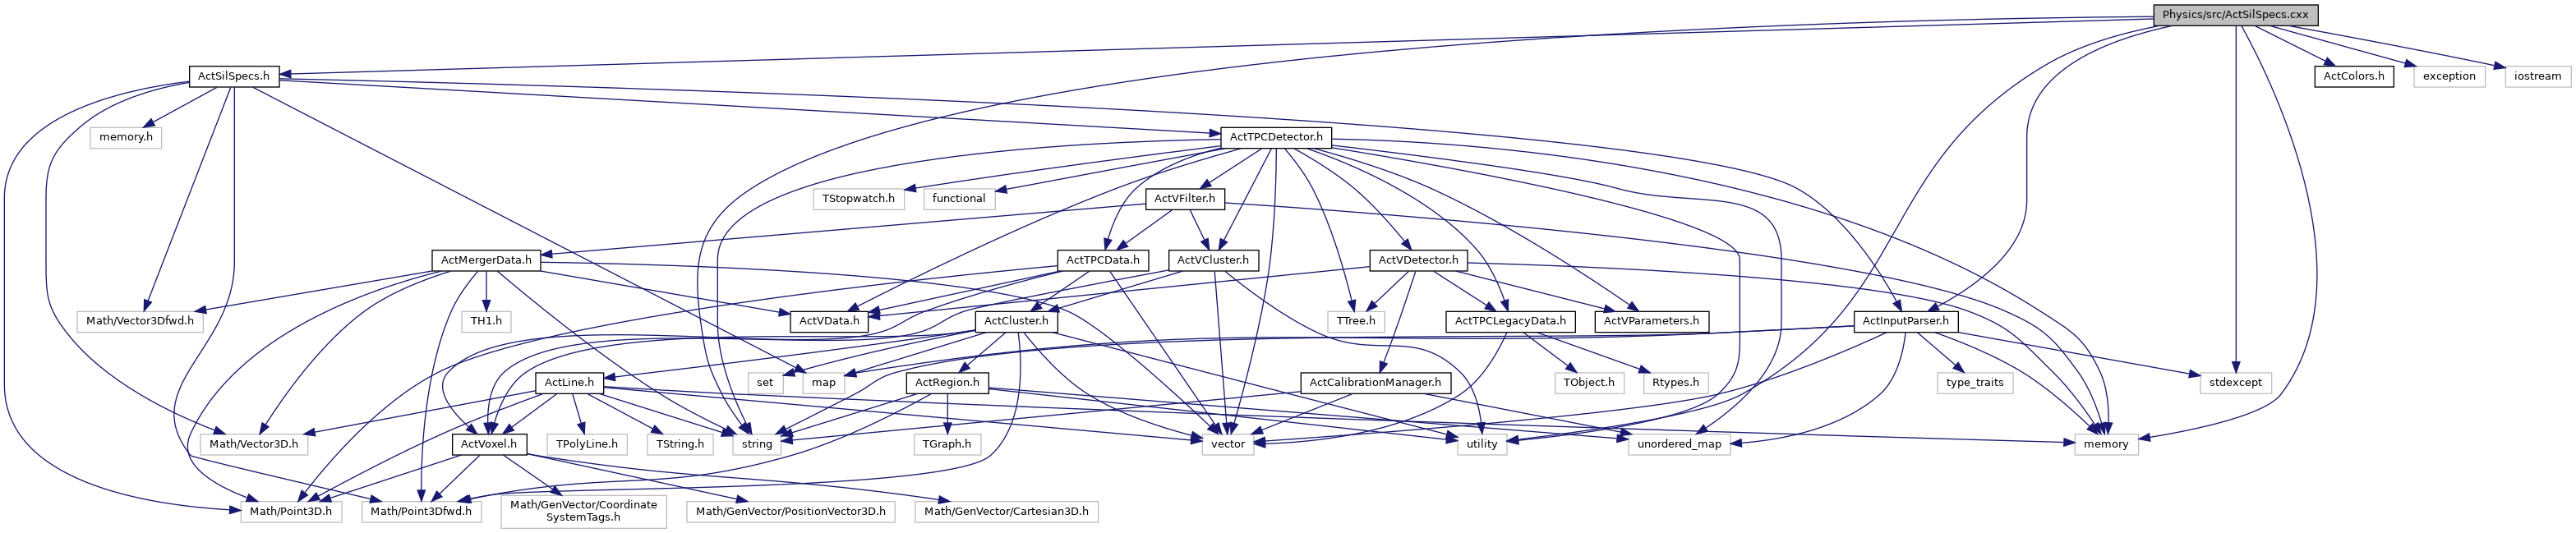 Physics/src/ActSilSpecs.cxx
ActSilSpecs.h
ActColors.h
exception
iostream
memory.h
ActTPCDetector.h
TStopwatch.h
functional
ActVFilter.h
ActMergerData.h
ActTPCData.h
ActVCluster.h
ActVDetector.h
Math/Vector3Dfwd.h
TH1.h
ActVData.h
ActCluster.h
TTree.h
ActTPCLegacyData.h
ActVParameters.h
ActInputParser.h
ActLine.h
set
map
ActRegion.h
ActCalibrationManager.h
TObject.h
Rtypes.h
type_traits
stdexcept
Math/Vector3D.h
ActVoxel.h
TPolyLine.h
TString.h
string
TGraph.h
vector
utility
unordered_map
memory
Math/Point3D.h
Math/Point3Dfwd.h
Math/GenVector/Coordinate
SystemTags.h
Math/GenVector/PositionVector3D.h
Math/GenVector/Cartesian3D.h